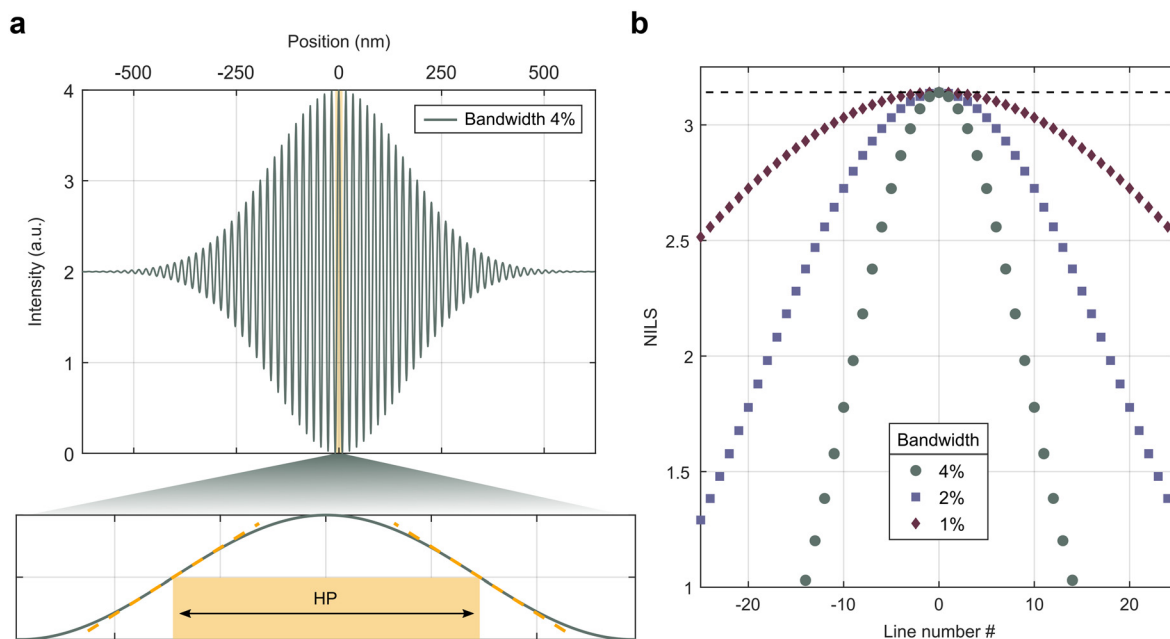 a
Position (nm)
-500 -250 0 250 500
Bandwidth 4%
Intensity (a.u.)
4
3
2
1
0
HP
b
NILS
3
2.5
2
1.5
1
Bandwidth
4%
2%
1%
-20 -10 0 10 20
Line number #